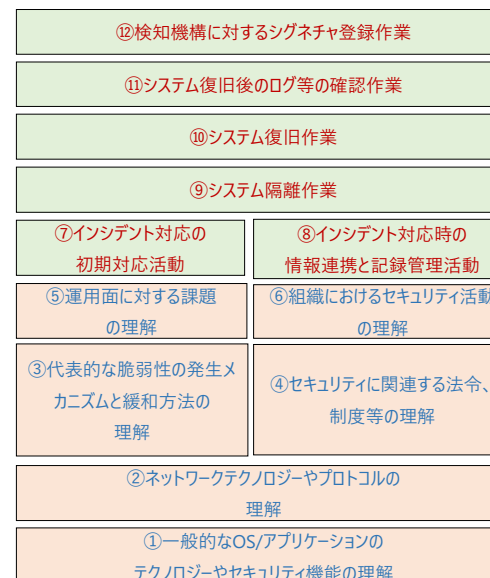 ⑫検知機構に対するシグネチャ登録作業
⑪システム復旧後のログ等の確認作業
⑩システム復旧作業
⑨システム隔離作業
⑦インシデント対応の
初期対応活動
⑧インシデント対応時の
情報連携と記録管理活動
⑤運用面に対する課題
の理解
⑥組織におけるセキュリティ活動
の理解
③代表的な脆弱性の発生メ
カニズムと緩和方法の
理解
④セキュリティに関連する法令、
制度等の理解
②ネットワークテクノロジーやプロトコルの
理解
①一般的なOS/アプリケーションの
テクノロジーやセキュリティ機能の理解